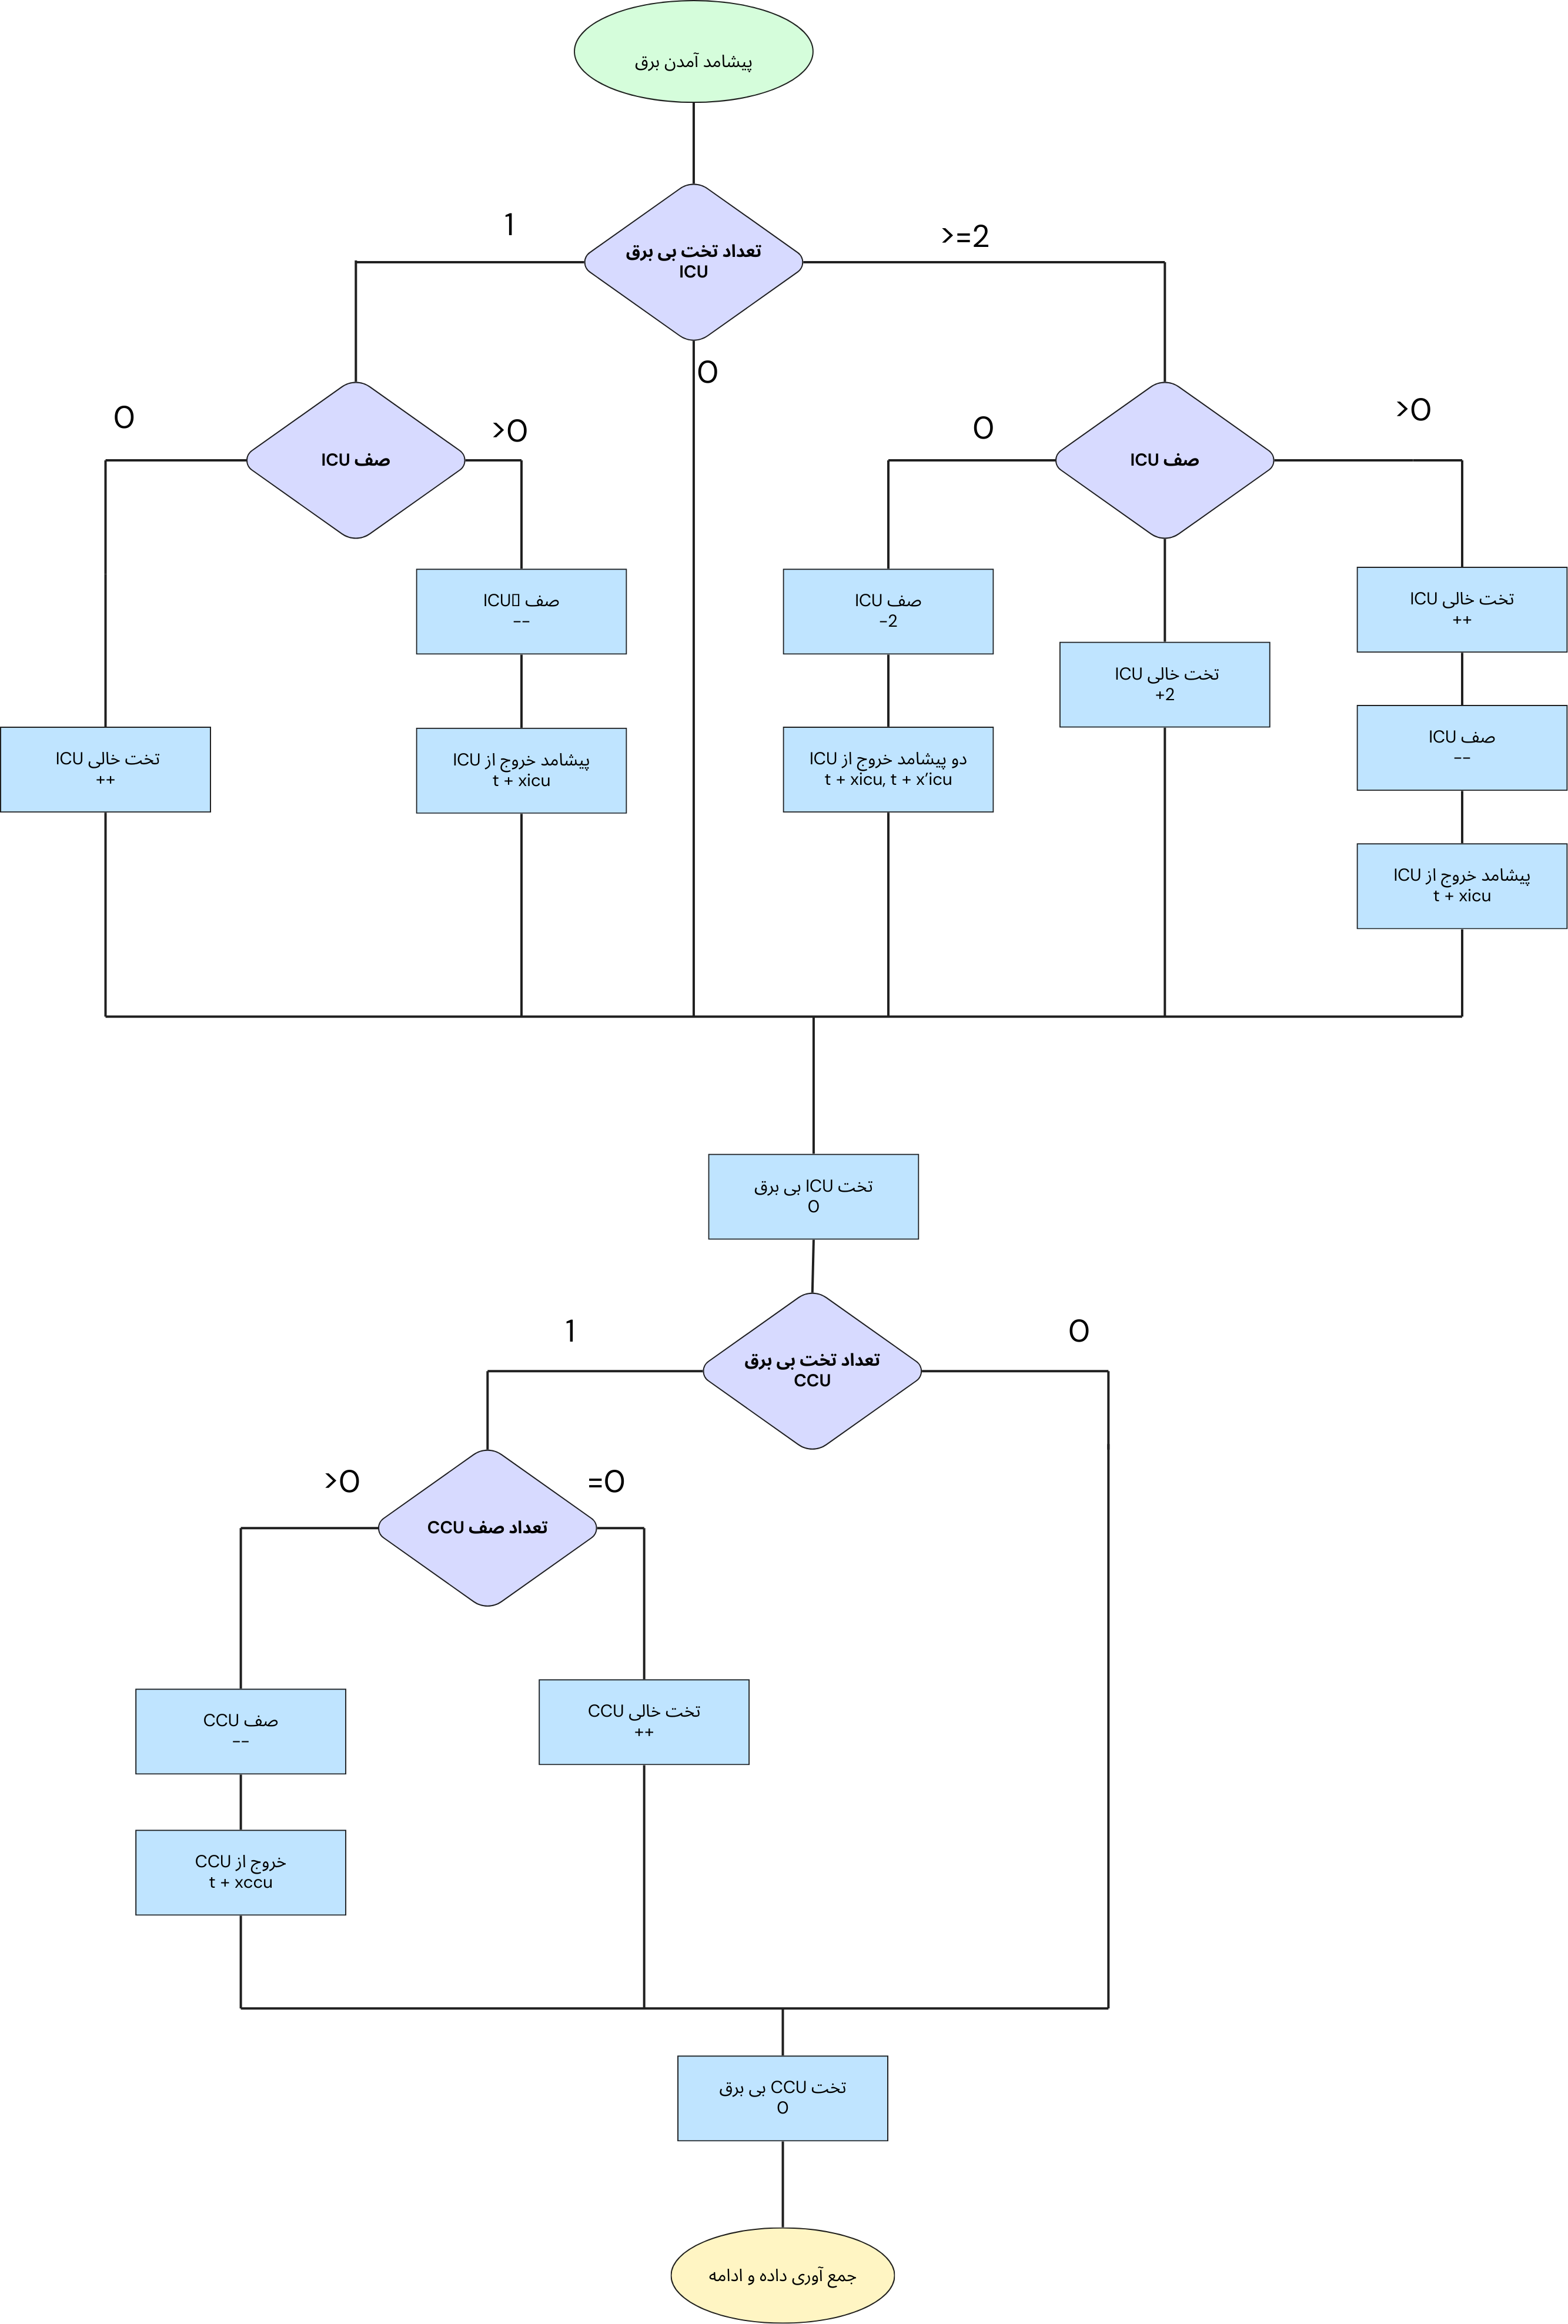 پیشامد آمدن برق
1
>=2
تعداد تخت بی برق
ICU
0
0
>0
0
>0
صف ICU
صف ICU
صف ICU
--
صف ICU
-2
تخت خالی ICU
++
تخت خالی ICU
+2
صف ICU
--
تخت خالی ICU
++
پیشامد خروج از ICU
t + xicu
دو پیشامد خروج از ICU
t + xicu, t + x’icu
پیشامد خروج از ICU
t + xicu
تخت ICU بی برق
0
1
0
تعداد تخت بی برق
CCU
>0
=0
تعداد صف CCU
صف CCU
--
تخت خالی CCU
++
خروج از CCU
t + xccu
تخت CCU بی برق
0
جمع آوری داده و ادامه